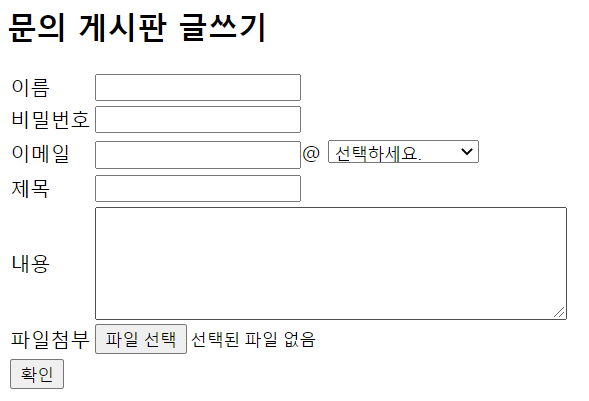 문의 게시판 글쓰기
이름
비밀번호
이메일 @ 선택하세요.
제목
내용
파일첨부 파일 선택 선택된 파일 없음
확인